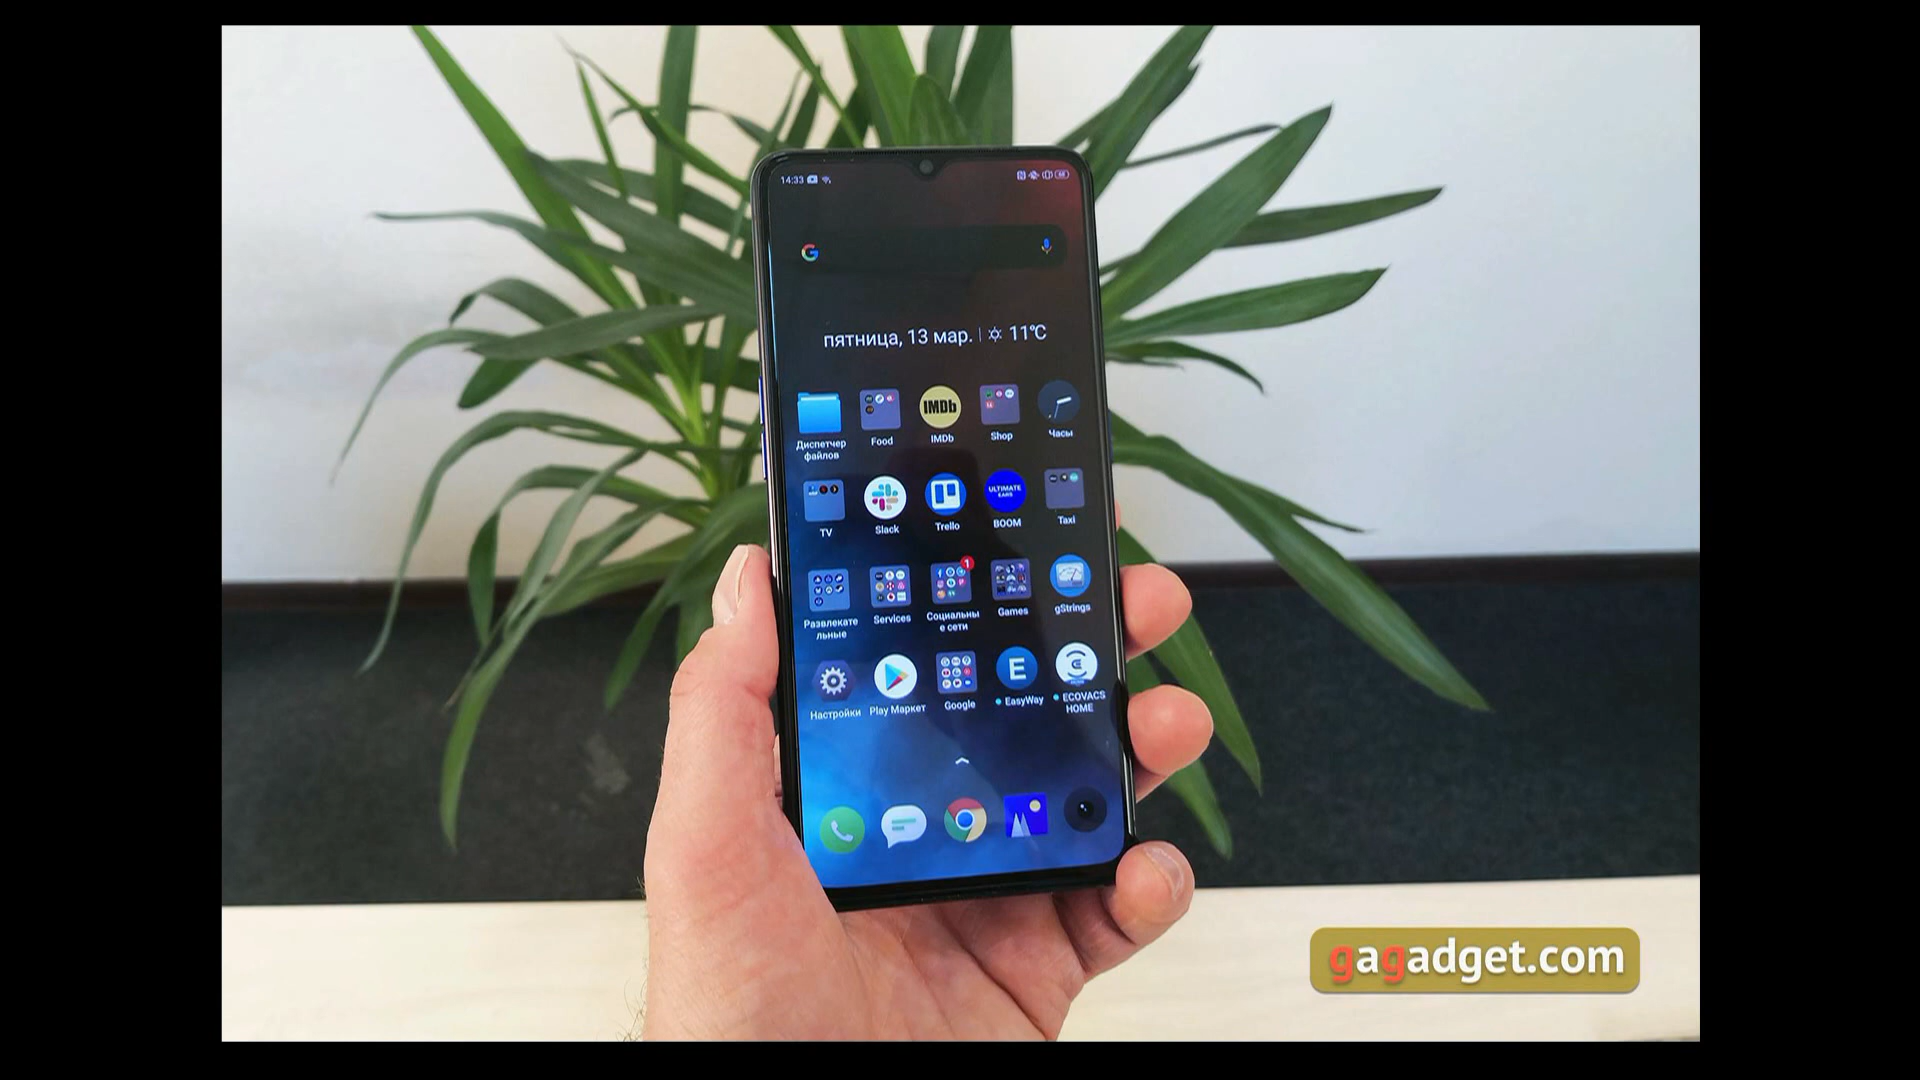 14:33
пятница, 13 мар. 11°C
IMDb
Диспетчер
файлов
Food
IMDb
Shop
Часы
ULTIMATE
EARS
TV
Slack
Trello
BOOM
Taxi
1
Развлекате
льные
Services
Социальны
е сети
Games
gStrings
E
Настройки
Play Маркет
Google
EasyWay
ECOVACS
HOME
gagadget.com